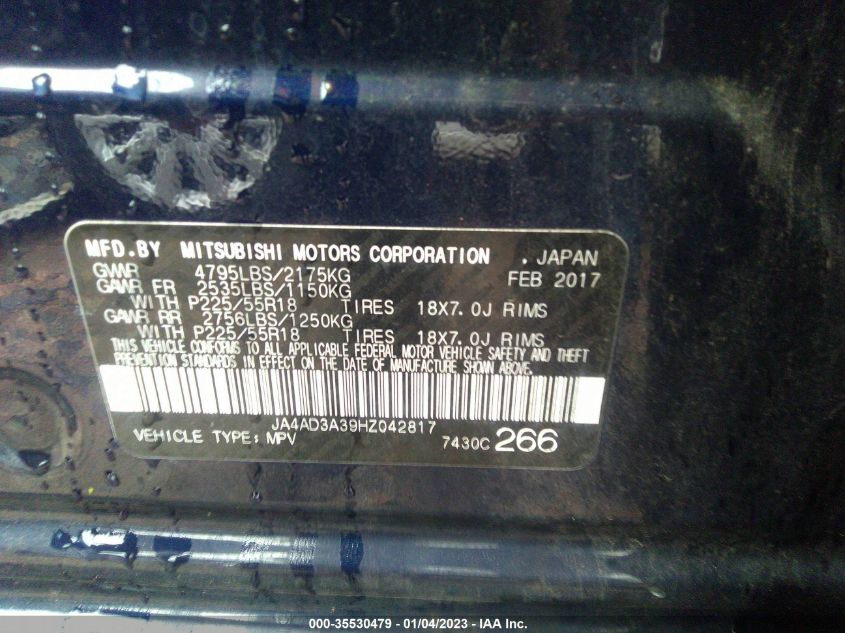 MFD.BY MITSUBISHI MOTORS CORPORATION . JAPAN
GVWR 4795LBS/2175KG FEB 2017
GAWR FR 2535LBS/1150KG
WITH P225/55R18 TIRES 18X7.0J RIMS
GAWR RR 2756LBS/1250KG
WITH P225/55R18 TIRES 18X7.0J RIMS
THIS VEHICLE CONFORMS TO ALL APPLICABLE FEDERAL MOTOR VEHICLE SAFETY AND THEFT
PREVENTION STANDARDS IN EFFECT ON THE DATE OF MANUFACTURE SHOWN ABOVE.
JA4AD3A39HZ042817
VEHICLE TYPE: MPV 7430C 266
000-35530479 - 01/04/2023 - IAA Inc.